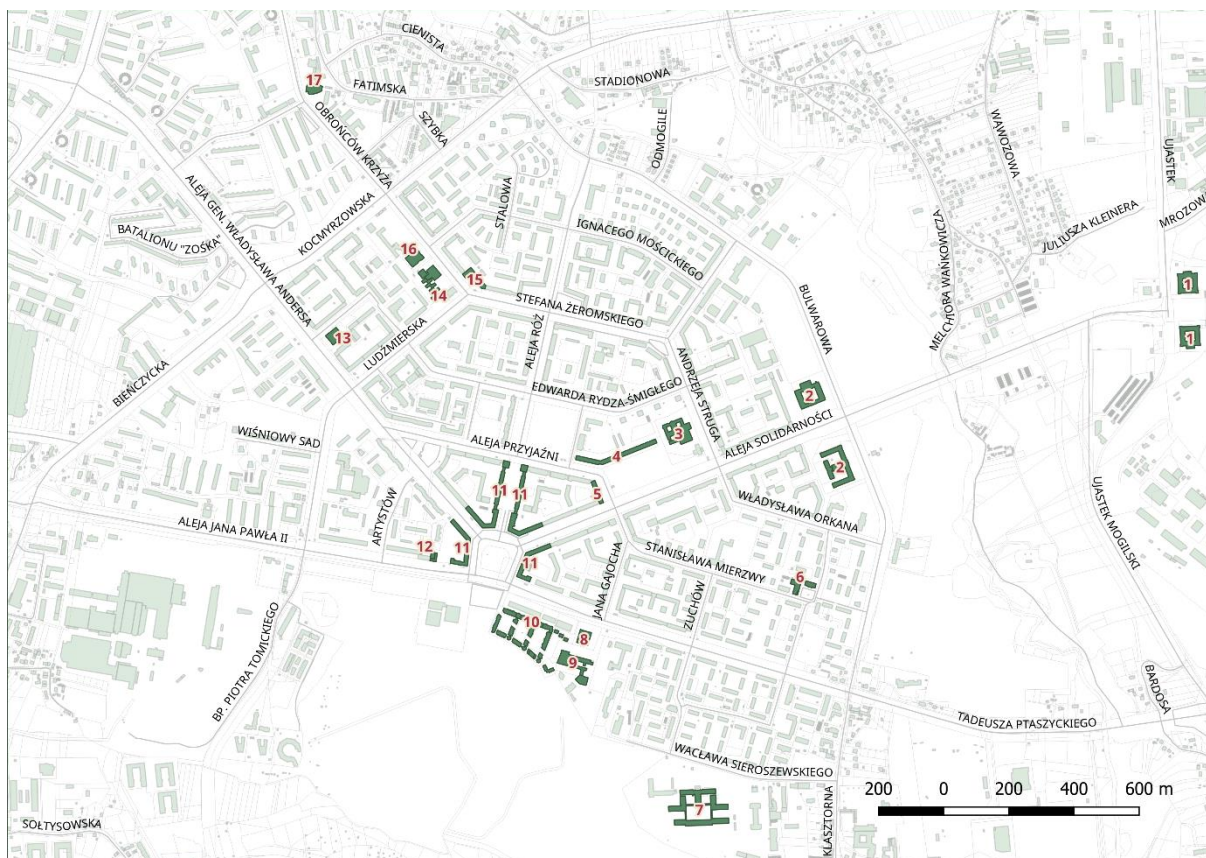 CIENISTA
17
FATIMSKA
STADIONOWA
SZYBKA
OBROŃCÓW KRZYŻA
ODMOGILE
WĄWOZOWA
UJASTEK
STALOWA
KOCMYRZOWSKA
BATALIONU "ZOŚKA"
ALEJA GEN. WŁADYSŁAWA ANDERSA
IGNACEGO MOŚCICKIEGO
MELCHIORA WAŃKOWICZA
JULIUSZA KLEINERA
MROZOWA
16
15
14
1
BULWAROWA
STEFANA ŻEROMSKIEGO
13
LUDŹMIERSKA
ALEJA RÓŻ
1
BIEŃCZYCKA
ANDRZEJA STRUGA
EDWARDA RYDZA-ŚMIGŁEGO
2
WIŚNIOWY SAD
ALEJA PRZYJAŹNI
3
ALEJA SOLIDARNOŚCI
4
2
11
11
5
UJASTEK MOGILSKI
WŁADYSŁAWA ORKANA
ARTYSTÓW
ALEJA JANA PAWŁA II
12
11
11
JANA GAJOCHA
STANISŁAWA MIERZWY
6
ZUCHÓW
10
8
9
BP. PIOTRA TOMICKIEGO
BARDOSA
TADEUSZA PTASZYCKIEGO
WACŁAWA SIEROSZEWSKIEGO
200 0 200 400 600 m
7
KLASZTORNA
SOŁTYSOWSKA